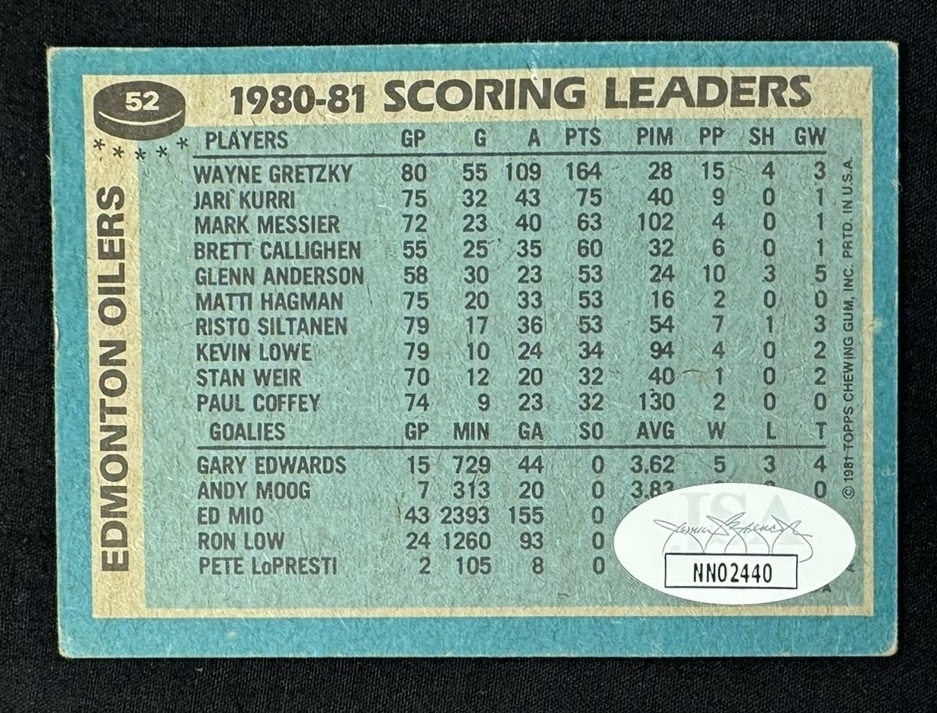 52
1980-81 SCORING LEADERS
* * * * *
EDMONTON OILERS
PLAYERS GP G A PTS PIM PP SH GW
WAYNE GRETZKY 80 55 109 164 28 15 4 3
JARI KURRI 75 32 43 75 40 9 0 1
MARK MESSIER 72 23 40 63 102 4 0 1
BRETT CALLIGHEN 55 25 35 60 32 6 0 1
GLENN ANDERSON 58 30 23 53 24 10 3 5
MATTI HAGMAN 75 20 33 53 16 2 0 0
RISTO SILTANEN 79 17 36 53 54 7 1 3
KEVIN LOWE 79 10 24 34 94 4 0 2
STAN WEIR 70 12 20 32 40 1 0 2
PAUL COFFEY 74 9 23 32 130 2 0 0
GOALIES GP MIN GA SO AVG W L T
GARY EDWARDS 15 729 44 0 3.62 5 3 4
ANDY MOOG 7 313 20 0 3.83 0
ED MIO 43 2393 155 0
RON LOW 24 1260 93 0
PETE LoPRESTI 2 105 8 0
© 1981 TOPPS CHEWING GUM, INC. PRTD. IN U.S.A.
JSA
NN02440